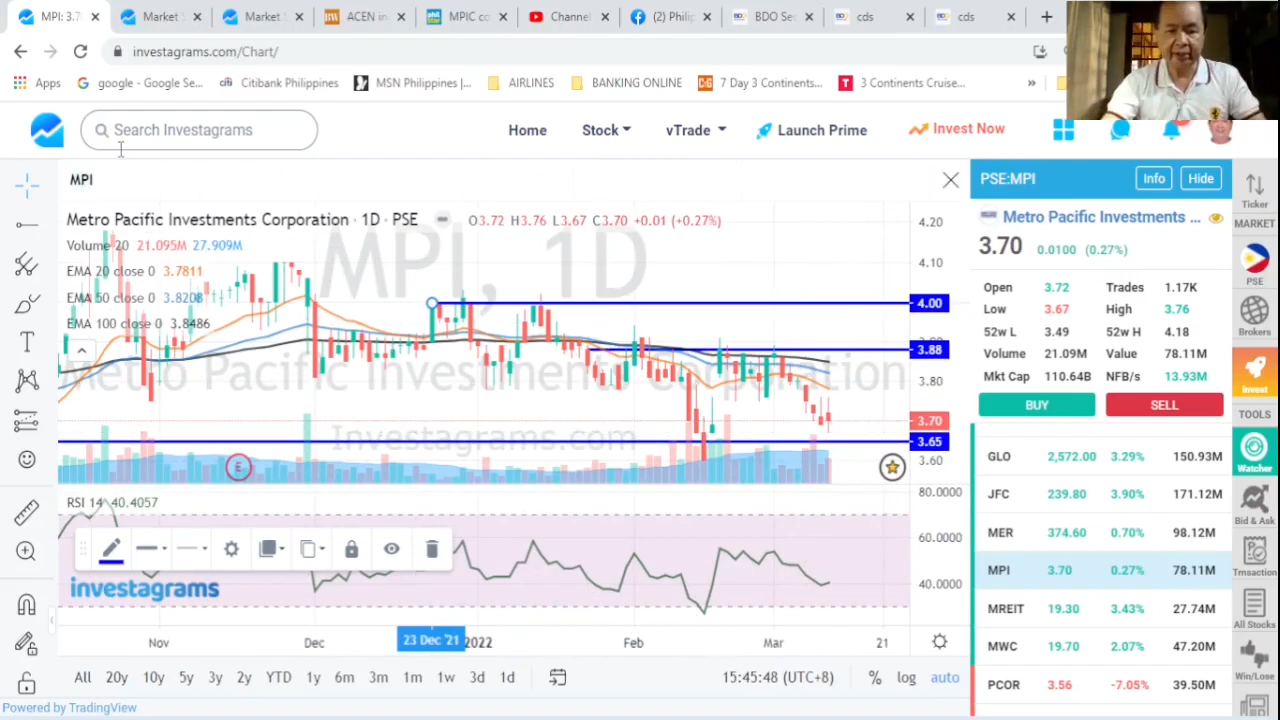 MPI: 3.7
Market
Market
ACEN in
MPIC co
Channel
(2) Philip
BDO Se
cds
cds
investagrams.com/Chart/
Apps
google - Google Se...
Citibank Philippines
MSN Philippines |...
AIRLINES
BANKING ONLINE
7 Day 3 Continents...
3 Continents Cruise...
»
Search Investagrams
Home
Stock
vTrade
Launch Prime
Invest Now
MPI
Metro Pacific Investments Corporation · 1D · PSE
O3.72 H3.76 L3.67 C3.70 +0.01 (+0.27%)
Volume 20 21.095M 27.909M
EMA 20 close 0 3.7811
EMA 50 close 0 3.8208
EMA 100 close 0 3.8486
MPI, 1D
Metro Pacific Investments Corporation
Investagrams.com
4.20
4.10
4.00
3.88
3.80
3.70
3.65
3.60
E
RSI 14 40.4057
80.0000
60.0000
40.0000
investagrams
Nov
Dec
23 Dec '21
2022
Feb
Mar
21
All 20y 10y 5y 3y 2y YTD 1y 6m 3m 1m 1w 3d 1d
15:45:48 (UTC+8)
% log auto
Powered by TradingView
PSE:MPI
Info
Hide
Metro Pacific Investments ...
3.70 0.0100 (0.27%)
Open 3.72 Trades 1.17K
Low 3.67 High 3.76
52w L 3.49 52w H 4.18
Volume 21.09M Value 78.11M
Mkt Cap 110.64B NFB/s 13.93M
BUY
SELL
GLO 2,572.00 3.29% 150.93M
JFC 239.80 3.90% 171.12M
MER 374.60 0.70% 98.12M
MPI 3.70 0.27% 78.11M
MREIT 19.30 3.43% 27.74M
MWC 19.70 2.07% 47.20M
PCOR 3.56 -7.05% 39.50M
Ticker
MARKET
PSE
Brokers
Invest
TOOLS
Watcher
Bid & Ask
Trnsaction
All Stocks
Win/Lose